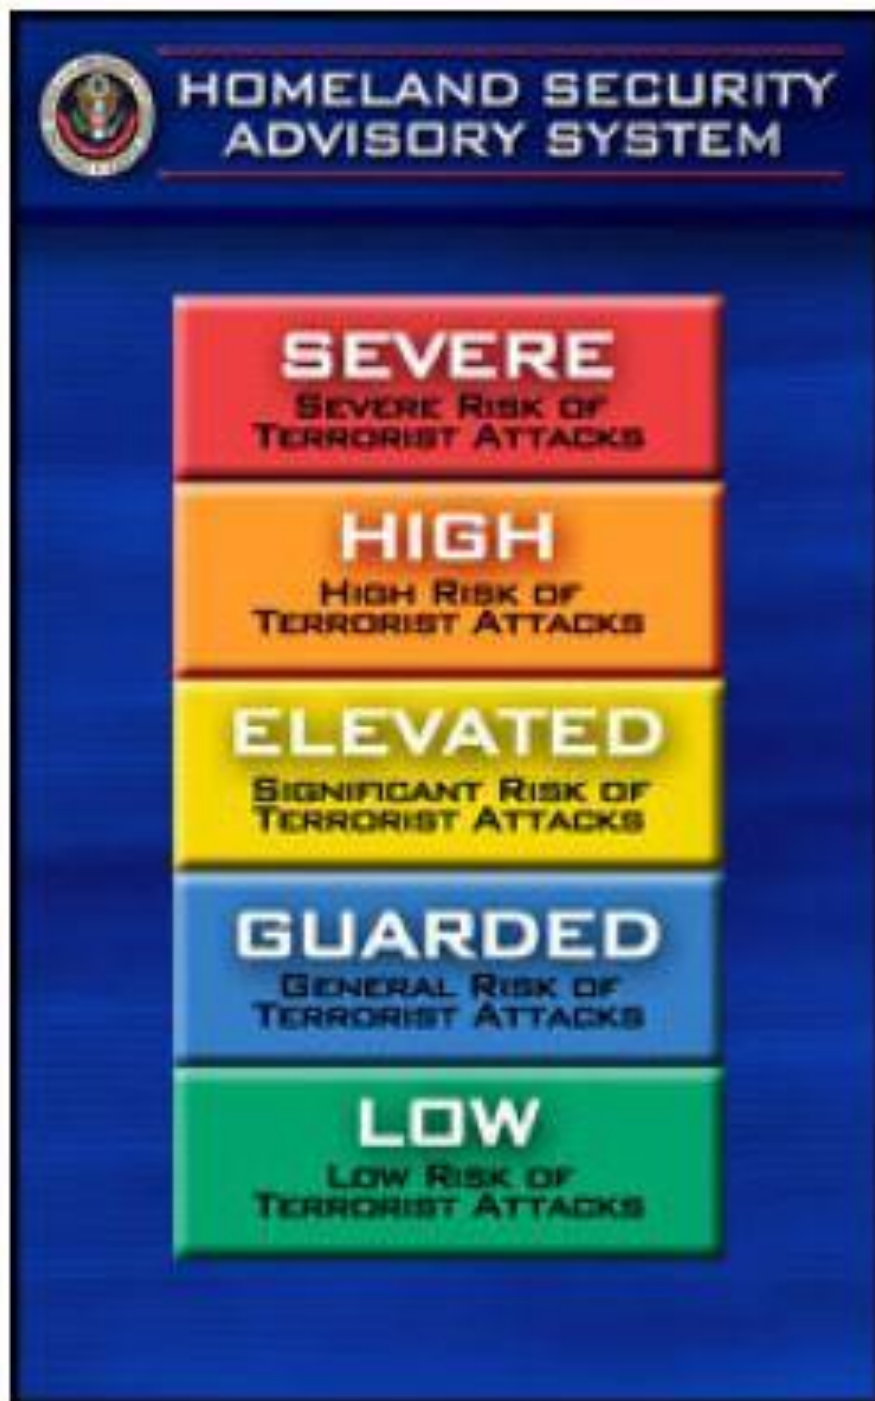 HOMELAND SECURITY
ADVISORY SYSTEM
SEVERE
SEVERE RISK OF
TERRORIST ATTACKS
HIGH
HIGH RISK OF
TERRORIST ATTACKS
ELEVATED
SIGNIFICANT RISK OF
TERRORIST ATTACKS
GUARDED
GENERAL RISK OF
TERRORIST ATTACKS
LOW
LOW RISK OF
TERRORIST ATTACKS